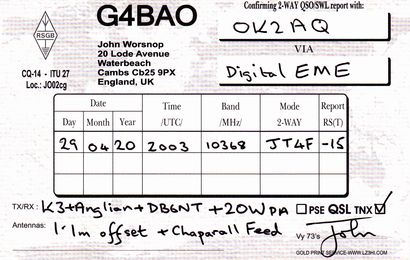 G4BAO
Confirming 2-WAY QSO/SWL report with:
OK2AQ
RSGB
John Worsnop
20 Lode Avenue
Waterbeach
Cambs Cb25 9PX
England, UK
VIA
Digital EME
CQ-14 - ITU 27
Loc.: JO02cg
Date Time Band Mode Report
Day Month Year /UTC/ /MHz/ 2-WAY RS(T)
29 04 20 2003 10368 JT4F -15
TX/RX : K3+Anglian+DB6NT+20W PA PSE QSL TNX
Antennas: 1.1m offset + Chaparall Feed Vy 73's John
GOLD PRINT SERVICE-WWW.LZ3HI.COM